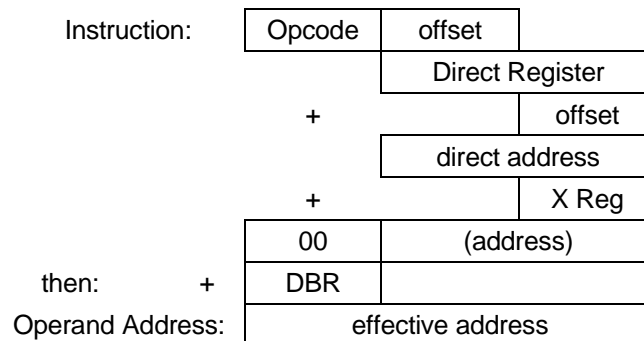 Instruction: Opcode offset
Direct Register
+ offset
direct address
+ X Reg
00 (address)
then: + DBR
Operand Address: effective address